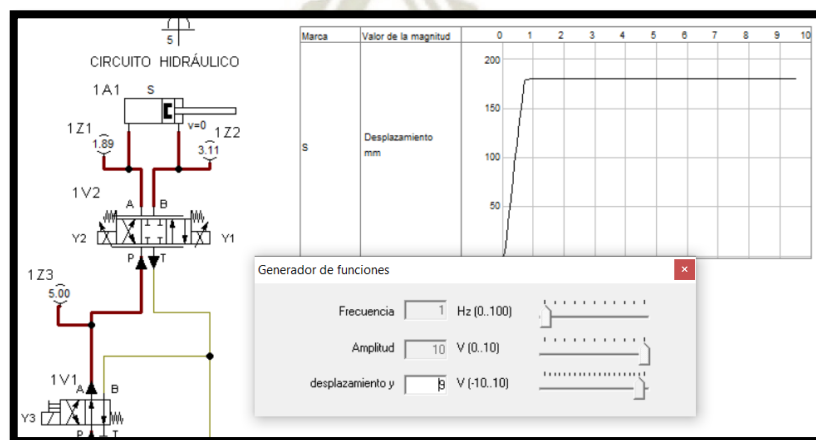 5
CIRCUITO HIDRÁULICO
1A1 S
v=0
1Z1 1Z2
1.89 3.11
1V2
A B
Y2 Y1
P T
1Z3
5.00
1V1
A B
Y3
P T
Marca Valor de la magnitud 0 1 2 3 4 5 6 7 8 9 10
200
150
S Desplazamiento
mm
100
50
Generador de funciones ×
Frecuencia 1 Hz (0..100)
Amplitud 10 V (0..10)
desplazamiento y 9 V (-10..10)